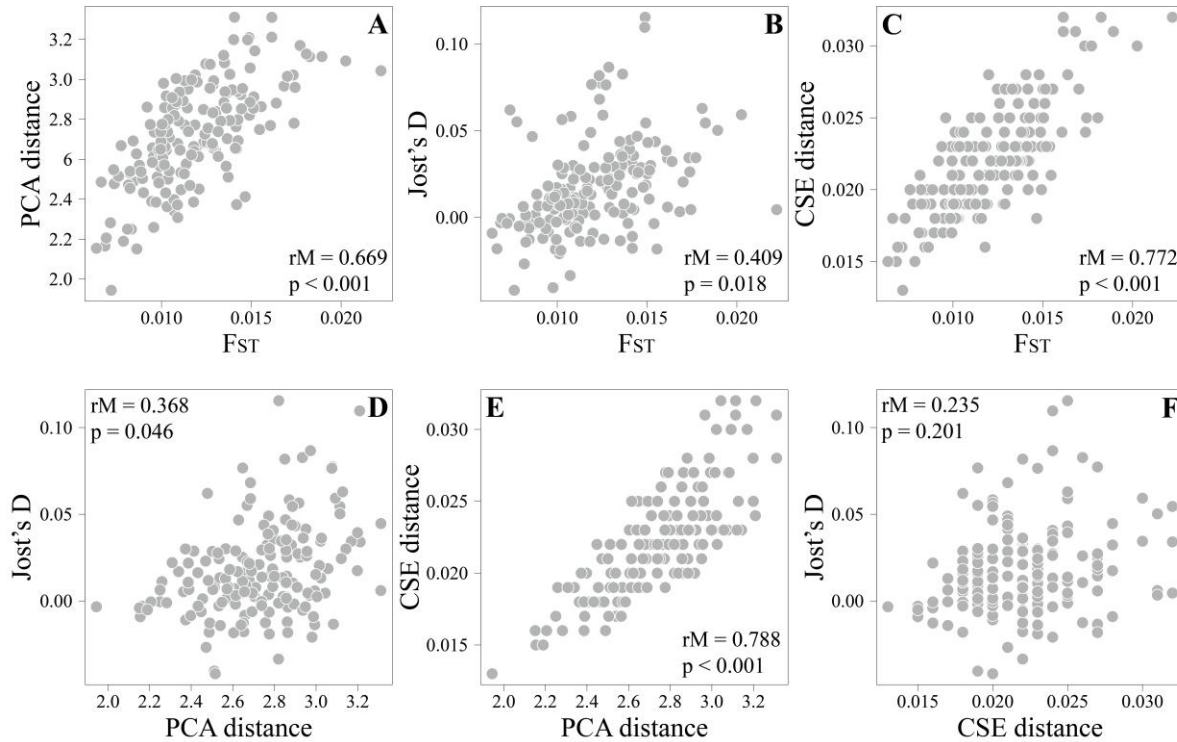 A
3.2
3.0
2.8
2.6
2.4
2.2
2.0
PCA distance
rM = 0.669
p < 0.001
0.010 0.015 0.020
FST
B
0.10
0.05
0.00
Jost's D
rM = 0.409
p = 0.018
0.010 0.015 0.020
FST
C
0.030
0.025
0.020
0.015
CSE distance
rM = 0.772
p < 0.001
0.010 0.015 0.020
FST
rM = 0.368
p = 0.046
D
0.10
0.05
0.00
Jost's D
2.0 2.2 2.4 2.6 2.8 3.0 3.2
PCA distance
E
0.030
0.025
0.020
0.015
CSE distance
rM = 0.788
p < 0.001
2.0 2.4 2.6 2.8 3.0 3.2
PCA distance
rM = 0.235
p = 0.201
F
0.10
0.05
0.00
Jost's D
0.015 0.020 0.025 0.030
CSE distance